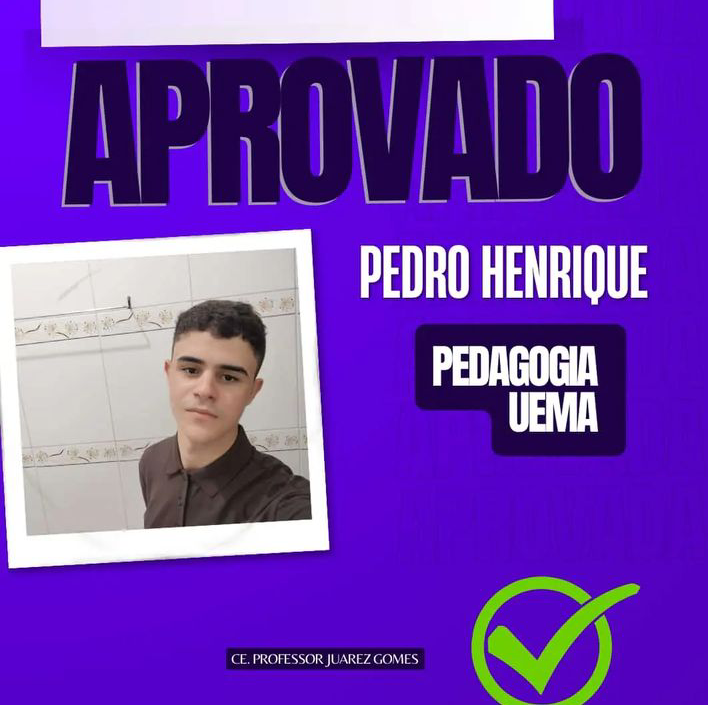 APROVADO
PEDRO HENRIQUE
PEDAGOGIA
UEMA
CE. PROFESSOR JUAREZ GOMES